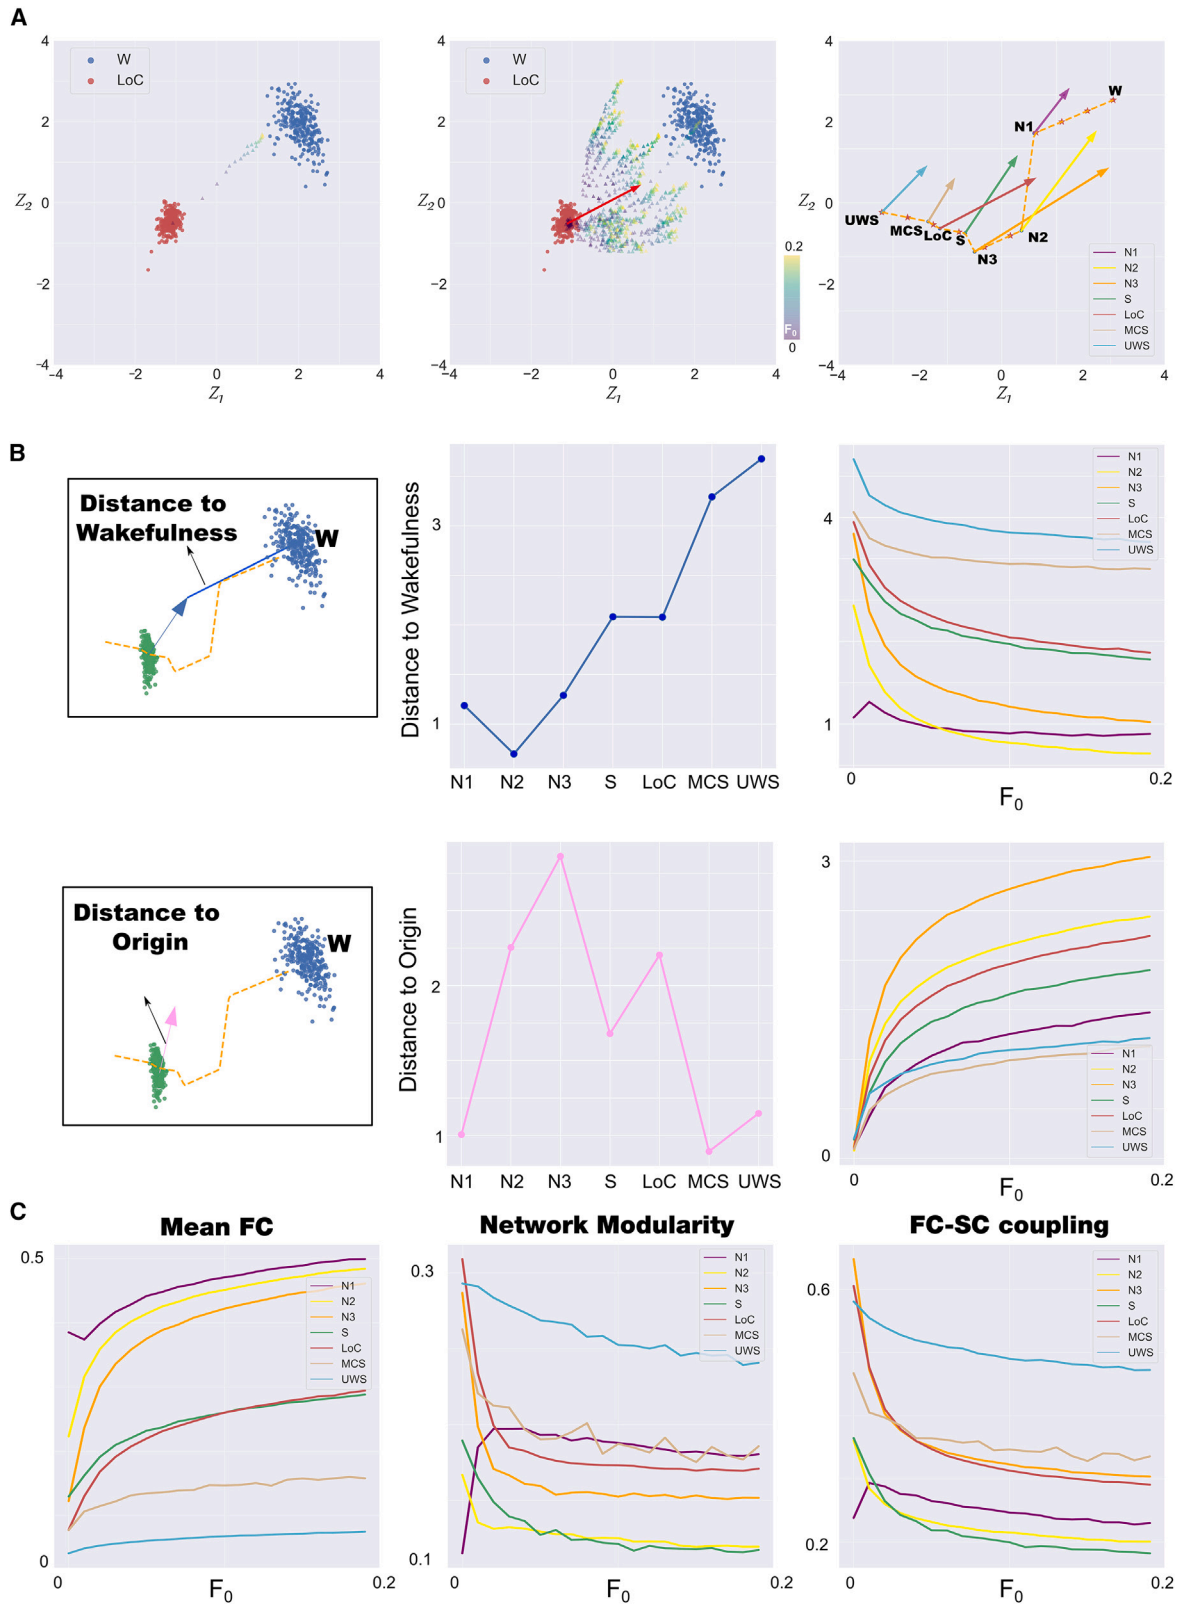 A
4
2
0
−2
−4
Z2
−4
−2
0
2
4
Z1
W
LoC
4
2
0
−2
−4
Z2
−4
−2
0
2
4
Z1
W
LoC
0.2
F0
0
4
2
0
−2
−4
Z2
−4
−2
0
2
4
Z1
W
N1
UWS
MCS
LoC
S
N3
N2
N1
N2
N3
S
LoC
MCS
UWS
B
Distance to
Wakefulness
W
Distance to Wakefulness
3
1
N1
N2
N3
S
LoC
MCS
UWS
4
1
0
0.2
F0
N1
N2
N3
S
LoC
MCS
UWS
Distance to
Origin
W
Distance to Origin
2
1
N1
N2
N3
S
LoC
MCS
UWS
3
0
0
0.2
F0
N1
N2
N3
S
LoC
MCS
UWS
C
Mean FC
0.5
0
0
0.2
F0
N1
N2
N3
S
LoC
MCS
UWS
Network Modularity
0.3
0.1
0
0.2
F0
N1
N2
N3
S
LoC
MCS
UWS
FC-SC coupling
0.6
0.2
0
0.2
F0
N1
N2
N3
S
LoC
MCS
UWS